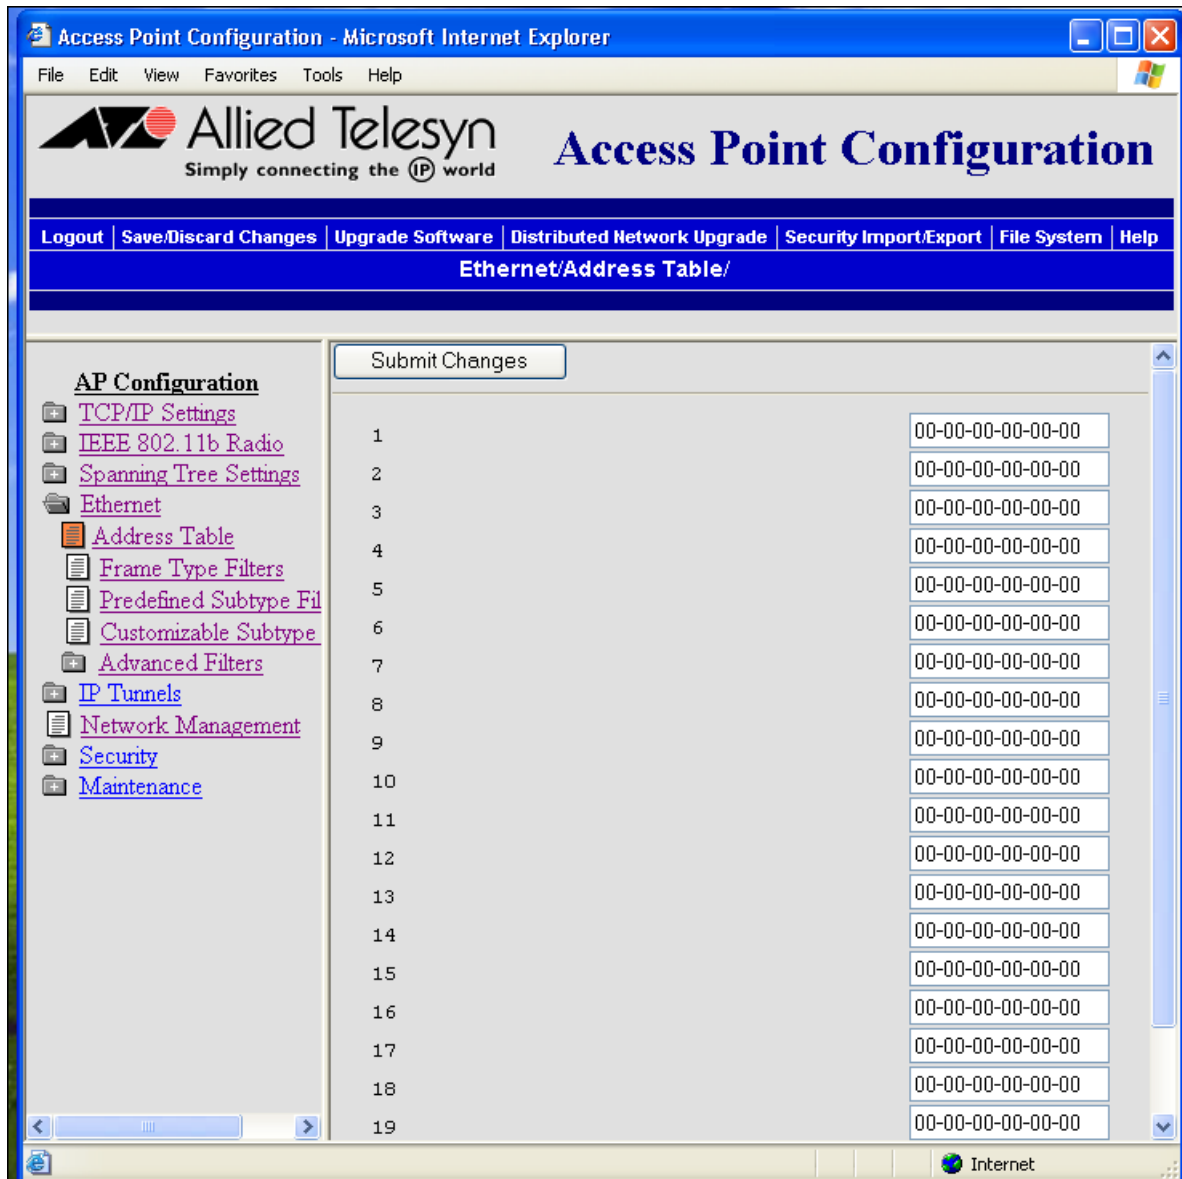 Access Point Configuration - Microsoft Internet Explorer
File Edit View Favorites Tools Help
Allied Telesyn
Simply connecting the IP world
Access Point Configuration
Logout | Save/Discard Changes | Upgrade Software | Distributed Network Upgrade | Security Import/Export | File System | Help
Ethernet/Address Table/
AP Configuration
TCP/IP Settings
IEEE 802.11b Radio
Spanning Tree Settings
Ethernet
Address Table
Frame Type Filters
Predefined Subtype Fil
Customizable Subtype
Advanced Filters
IP Tunnels
Network Management
Security
Maintenance
Submit Changes
1 00-00-00-00-00-00
2 00-00-00-00-00-00
3 00-00-00-00-00-00
4 00-00-00-00-00-00
5 00-00-00-00-00-00
6 00-00-00-00-00-00
7 00-00-00-00-00-00
8 00-00-00-00-00-00
9 00-00-00-00-00-00
10 00-00-00-00-00-00
11 00-00-00-00-00-00
12 00-00-00-00-00-00
13 00-00-00-00-00-00
14 00-00-00-00-00-00
15 00-00-00-00-00-00
16 00-00-00-00-00-00
17 00-00-00-00-00-00
18 00-00-00-00-00-00
19 00-00-00-00-00-00
Internet